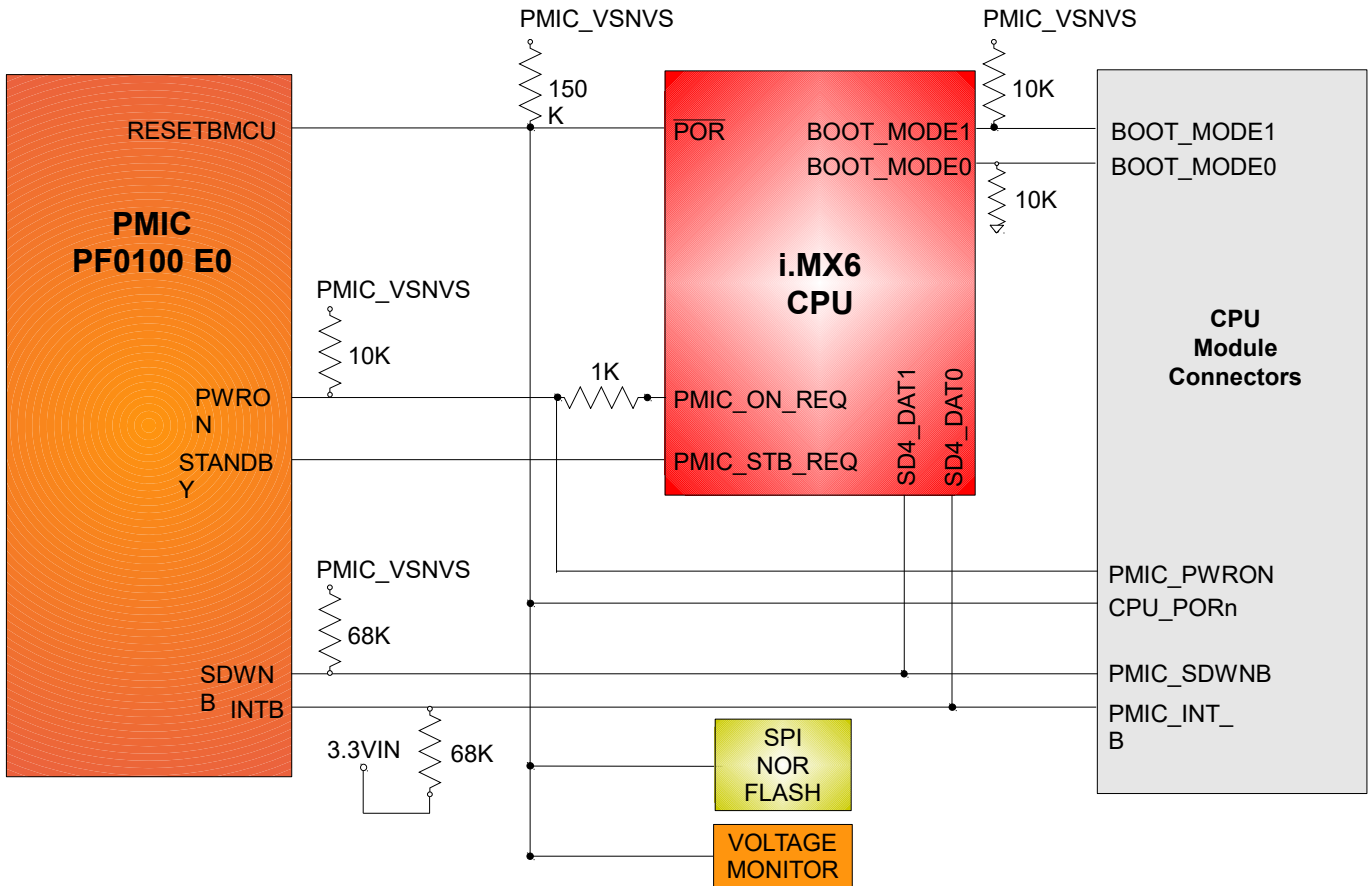 PMIC_VSNVS
PMIC_VSNVS
150
K
10K
RESETBMCU
POR
BOOT_MODE1
BOOT_MODE0
BOOT_MODE1
BOOT_MODE0
10K
PMIC
PF0100 E0
i.MX6
CPU
PMIC_VSNVS
10K
CPU
Module
Connectors
1K
PWRO
N
PMIC_ON_REQ
STANDB
Y
PMIC_STB_REQ
SD4_DAT1
SD4_DAT0
PMIC_VSNVS
68K
PMIC_PWRON
CPU_PORn
SDWN
B
INTB
PMIC_SDWNB
PMIC_INT_
B
3.3VIN
68K
SPI
NOR
FLASH
VOLTAGE
MONITOR